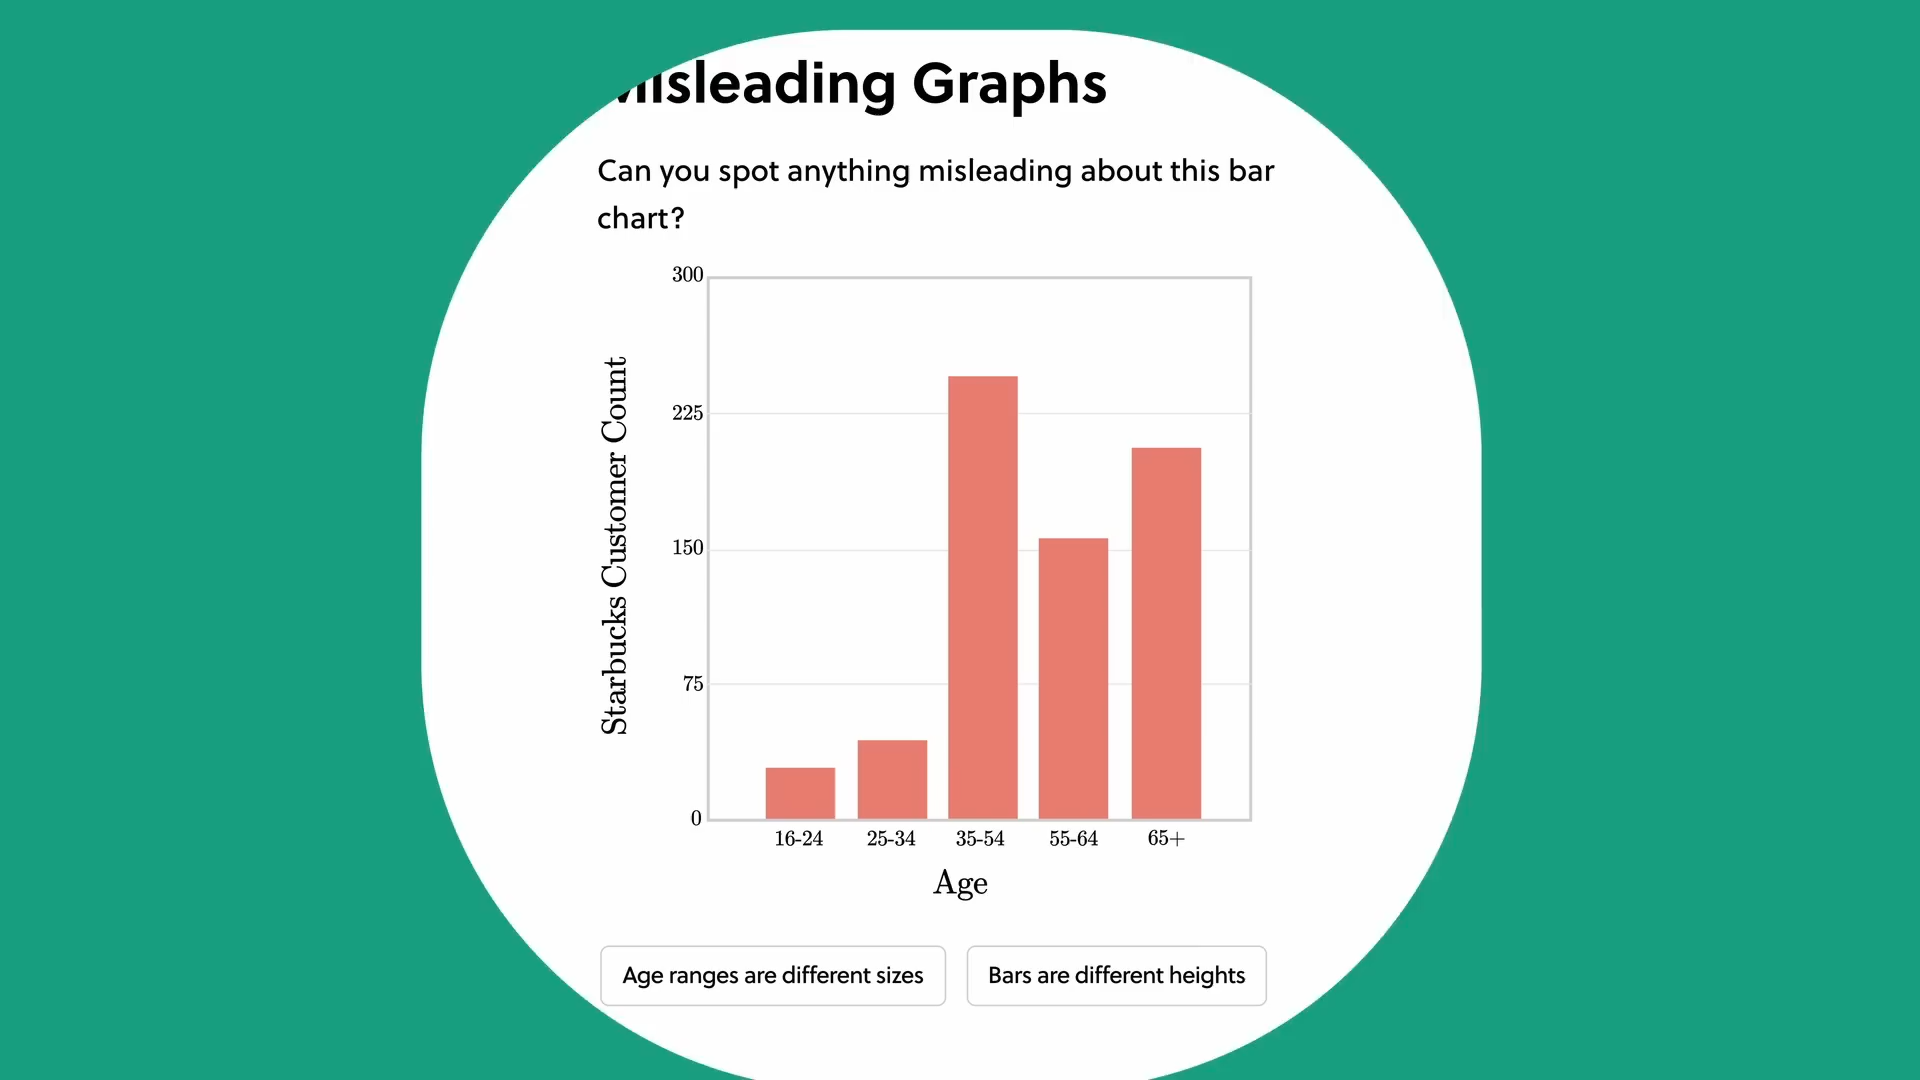 Misleading Graphs
Can you spot anything misleading about this bar
chart?
300
225
150
75
0
Starbucks Customer Count
16-24 25-34 35-54 55-64 65+
Age
Age ranges are different sizes
Bars are different heights